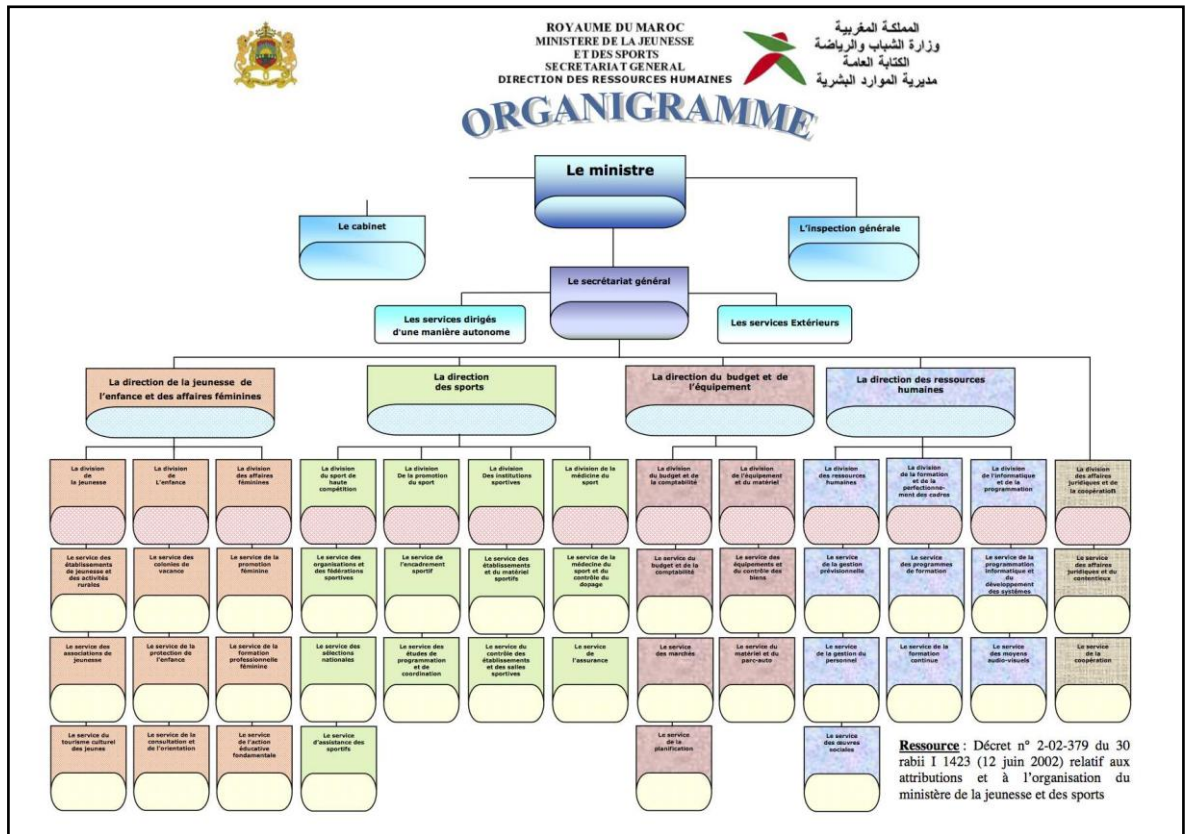 ROYAUME DU MAROC
MINISTERE DE LA JEUNESSE
ET DES SPORTS
SECRETARIAT GENERAL
DIRECTION DES RESSOURCES HUMAINES
المملكة المغربية
وزارة الشباب والرياضة
الكتابة العامة
مديرية الموارد البشرية
ORGANIGRAMME
Le ministre
Le cabinet
L'inspection générale
Le secrétariat général
Les services dirigés
d'une manière autonome
Les services Extérieurs
La direction de la jeunesse de
l'enfance et des affaires féminines
La direction
des sports
La direction du budget et de
l'équipement
La direction des ressources
humaines
La division
de
la jeunesse
La division
de
L'enfance
La division
des affaires
féminines
La division
du sport de
haute
compétition
La division
De la promotion
du sport
La division
Des institutions
sportives
La division de la
médecine du
sport
La division
du budget et de
la comptabilité
La division
de l'équipement
et du matériel
La division
des ressources
humaines
La division
de la formation
et de la
perfectionne-
ment des cadres
La division
de l'informatique
et de la
programmation
La division
des affaires
juridiques et de
la coopération
Le service des
établissements
de jeunesse et
des activités
rurales
Le service des
colonies de
vacance
Le service de la
promotion
féminine
Le service des
organisations et
des fédérations
sportives
Le service de
l'encadrement
sportif
Le service des
établissements
et du matériel
sportifs
Le service de la
médecine du
sport et du
contrôle du
dopage
Le service du
budget et de la
comptabilité
Le service des
équipements et
du contrôle des
biens
Le service
de la gestion
prévisionnelle
Le service
des programmes
de formation
Le service de la
programmation
informatique et
du
développement
des systèmes
Le service
des affaires
juridiques et du
contentieux
Le service des
associations de
jeunesse
Le service de la
protection de
l'enfance
Le service de la
formation
professionnelle
féminine
Le service des
sélections
nationales
Le service des
études de
programmation
et de
coordination
Le service du
contrôle des
établissements
et des salles
sportives
Le service
de
l'assurance
Le service
des marchés
Le service du
matériel et du
parc-auto
Le service
de la gestion du
personnel
Le service de
la formation
continue
Le service
des moyens
audio-visuels
Le service
de la
coopération
Le service du
tourisme culturel
des jeunes
Le service de la
consultation et
de l'orientation
Le service
de l'action
éducative
fondamentale
Le service
d'assistance des
sportifs
Le service
de la
planification
Le service
des œuvres
sociales
Ressource : Décret n° 2-02-379 du 30
rabii I 1423 (12 juin 2002) relatif aux
attributions et à l'organisation du
ministère de la jeunesse et des sports